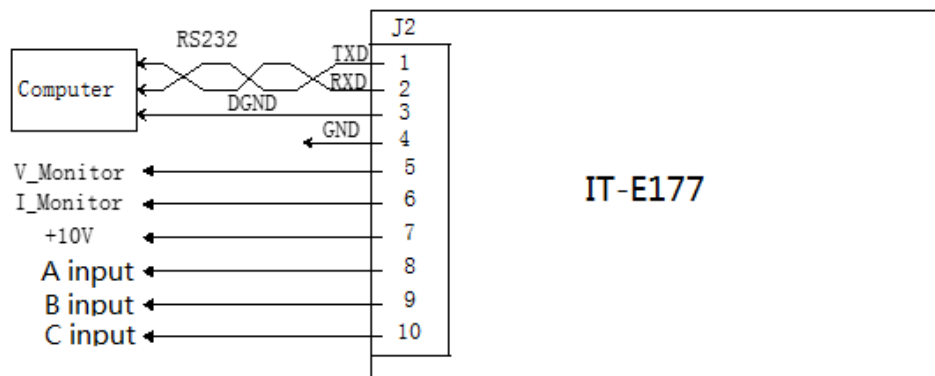 J2
RS232
TXD 1
Computer
RXD 2
DGND 3
GND 4
V_Monitor 5
I_Monitor 6
+10V 7
A input 8
B input 9
C input 10
IT-E177